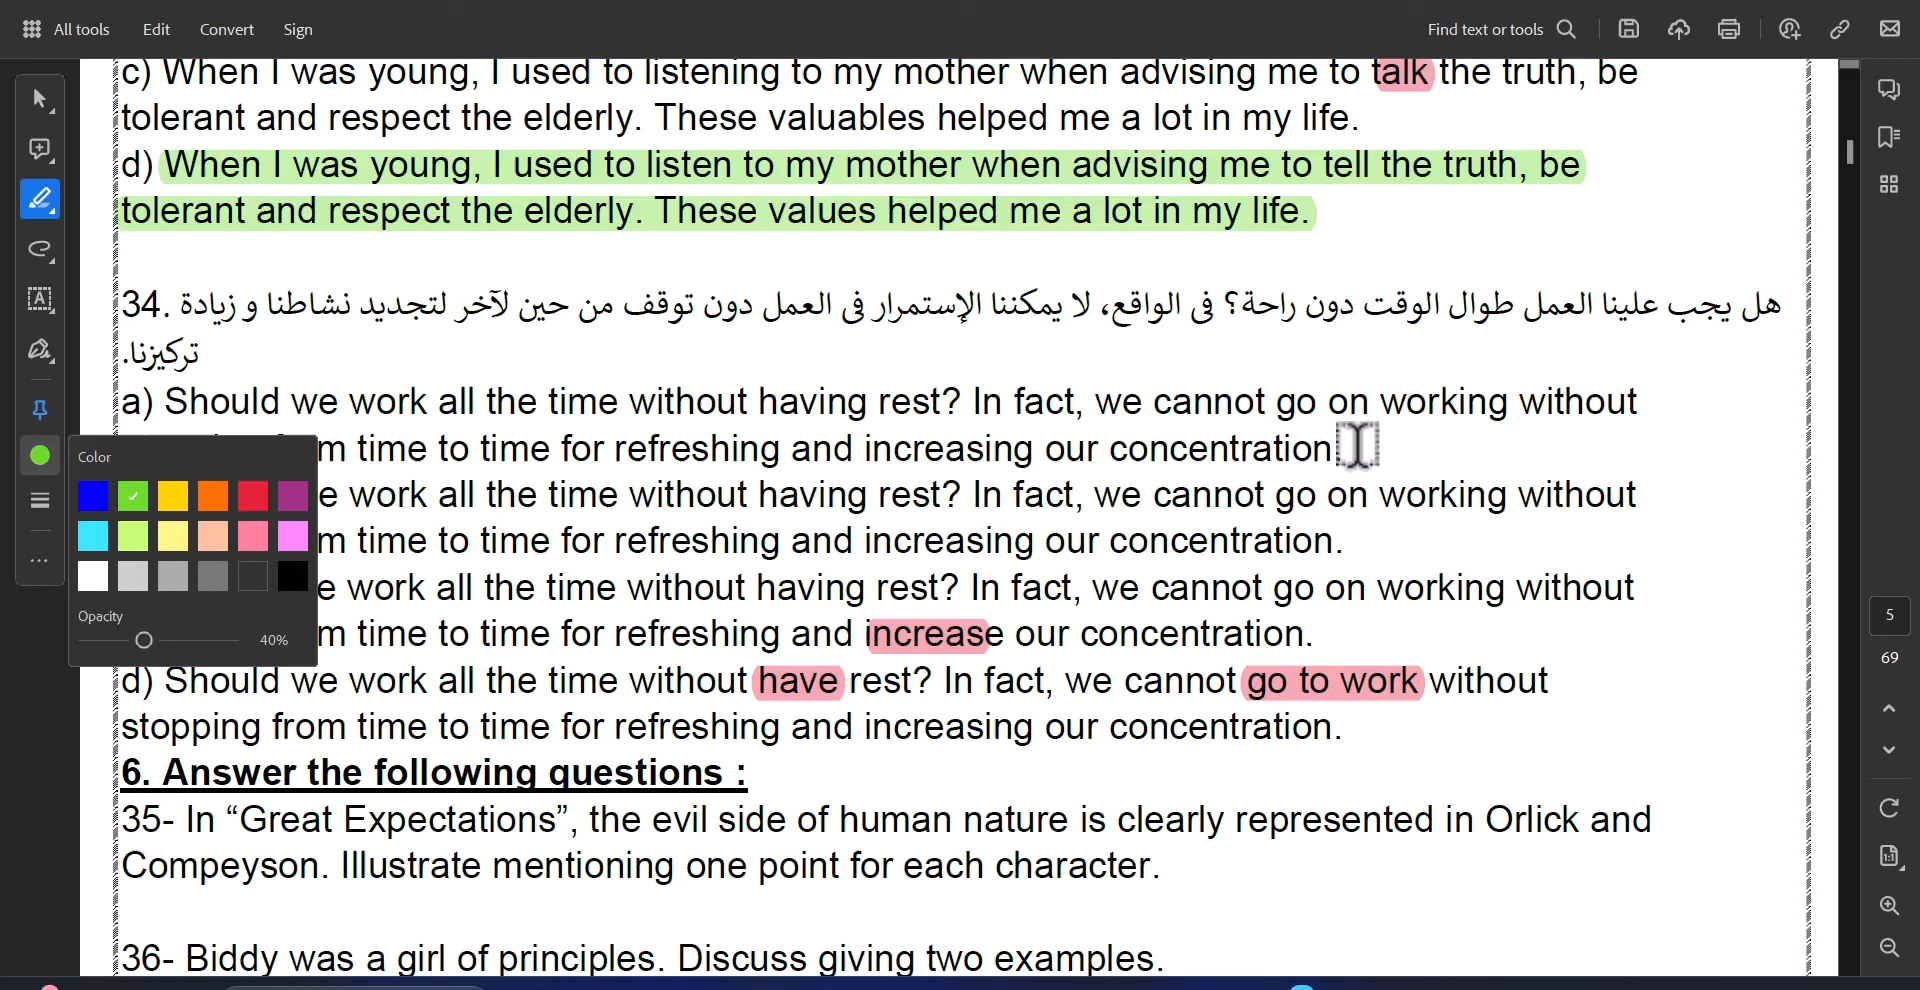 All tools Edit Convert Sign Find text or tools
c) When I was young, I used to listening to my mother when advising me to talk the truth, be
tolerant and respect the elderly. These valuables helped me a lot in my life.
d) When I was young, I used to listen to my mother when advising me to tell the truth, be
tolerant and respect the elderly. These values helped me a lot in my life.
34. هل يجب علينا العمل طوال الوقت دون راحة؟ فى الواقع، لا يمكننا الإستمرار فى العمل دون توقف من حين لآخر لتجديد نشاطنا و زيادة
تركيزنا.
a) Should we work all the time without having rest? In fact, we cannot go on working without
m time to time for refreshing and increasing our concentration
e work all the time without having rest? In fact, we cannot go on working without
m time to time for refreshing and increasing our concentration.
e work all the time without having rest? In fact, we cannot go on working without
m time to time for refreshing and increase our concentration.
d) Should we work all the time without have rest? In fact, we cannot go to work without
stopping from time to time for refreshing and increasing our concentration.
6. Answer the following questions :
35- In “Great Expectations”, the evil side of human nature is clearly represented in Orlick and
Compeyson. Illustrate mentioning one point for each character.
36- Biddy was a girl of principles. Discuss giving two examples.
Color
Opacity
40%
5
69